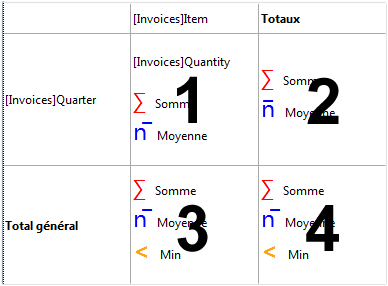 [Invoices]Item
Totaux
[Invoices]Quarter
[Invoices]Quantity
∑ Somme
n̅ Moyenne
1
∑ Somme
n̅ Moyenne
2
Total général
∑ Somme
n̅ Moyenne
< Min
3
∑ Somme
n̅ Moyenne
< Min
4